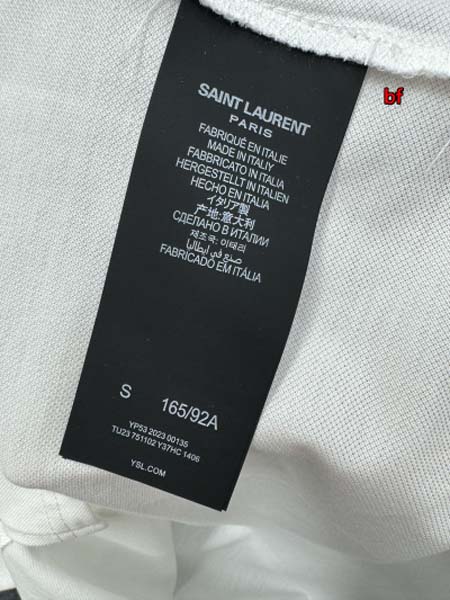 SAINT LAURENT
PARIS
FABRIQUÉ EN ITALIE
MADE IN ITALIY
FABBRICATO IN ITALIA
HERGESTELLT IN ITALIEN
HECHO EN ITALIA
イタリア製
产地:意大利
СДЕЛАНО В ИТАЛИИ
제조국: 이태리
صنع في إيطاليا
FABRICADO EM ITÁLIA
S 165/92A
YP53 2023 00135
TU23 751102 Y37HC 1406
YSL.COM
bf